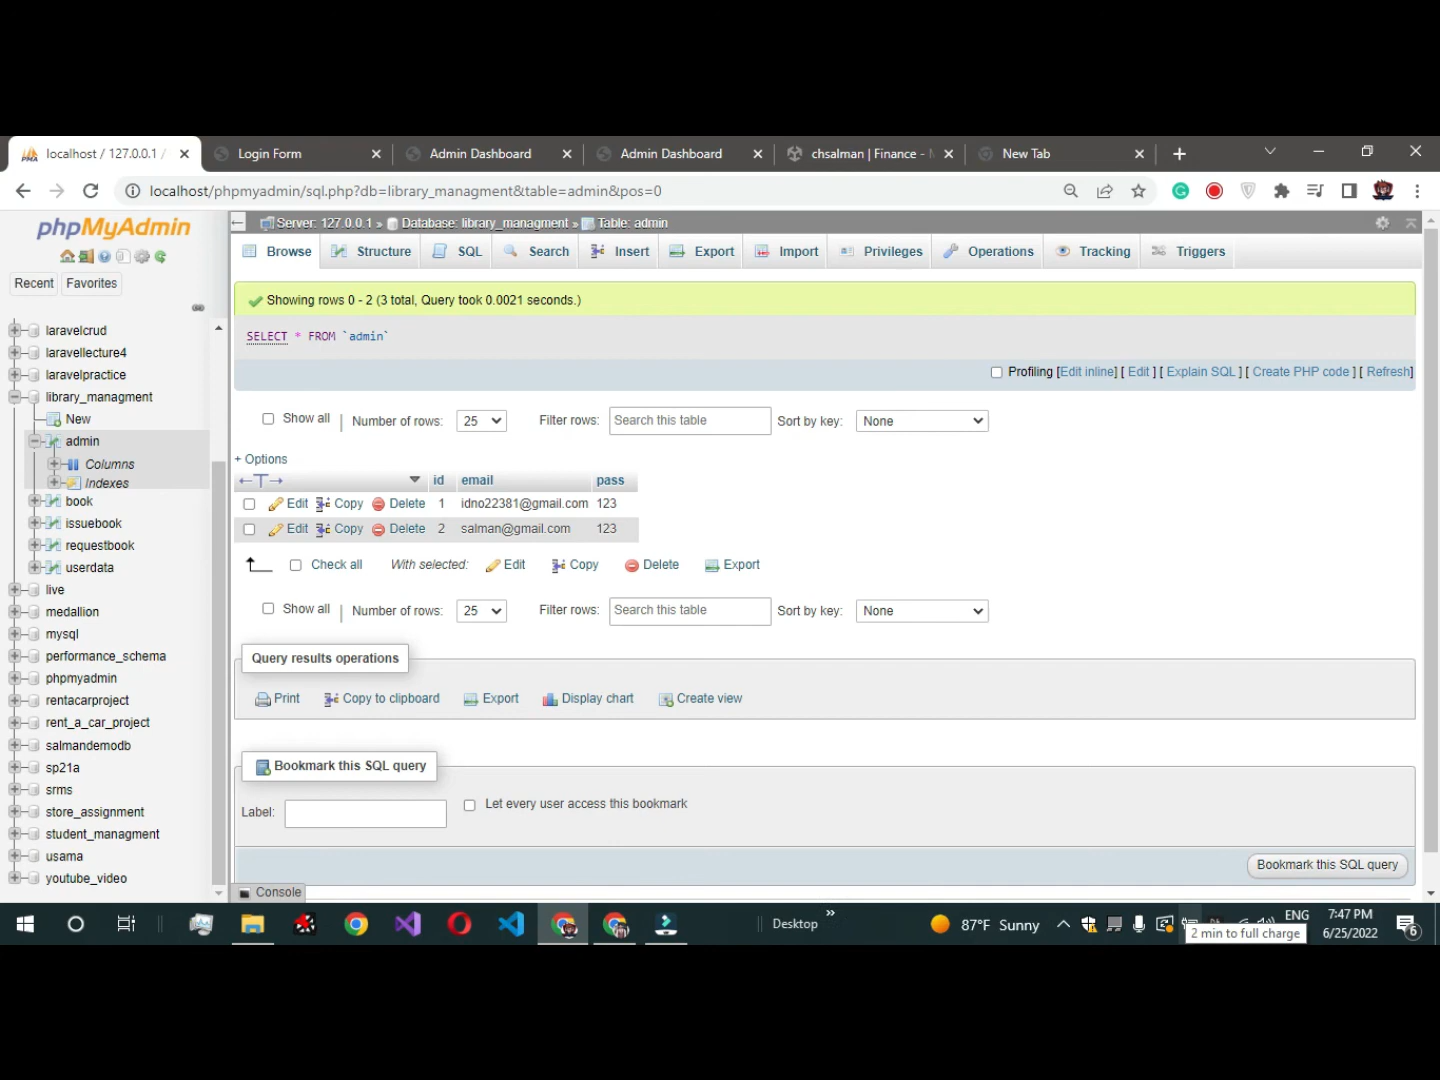 localhost / 127.0.0.1 /
Login Form
Admin Dashboard
Admin Dashboard
chsalman | Finance -
New Tab
localhost/phpmyadmin/sql.php?db=library_managment&table=admin&pos=0
phpMyAdmin
Server: 127.0.0.1 » Database: library_managment » Table: admin
Browse Structure SQL Search Insert Export Import Privileges Operations Tracking Triggers
Recent Favorites
laravelcrud
laravellecture4
laravelpractice
library_managment
New
admin
Columns
Indexes
book
issuebook
requestbook
userdata
live
medallion
mysql
performance_schema
phpmyadmin
rentacarproject
rent_a_car_project
salmandemodb
sp21a
srms
store_assignment
student_managment
usama
youtube_video
Showing rows 0 - 2 (3 total, Query took 0.0021 seconds.)
SELECT * FROM `admin`
Profiling [Edit inline] [ Edit ] [ Explain SQL ] [ Create PHP code ] [ Refresh]
Show all | Number of rows: 25 Filter rows: Search this table Sort by key: None
+ Options
←T→ id email pass
Edit Copy Delete 1 idno22381@gmail.com 123
Edit Copy Delete 2 salman@gmail.com 123
Check all With selected: Edit Copy Delete Export
Show all | Number of rows: 25 Filter rows: Search this table Sort by key: None
Query results operations
Print Copy to clipboard Export Display chart Create view
Bookmark this SQL query
Label: Let every user access this bookmark
Bookmark this SQL query
Console
Desktop » 87°F Sunny ENG 7:47 PM
6/25/2022
6
2 min to full charge